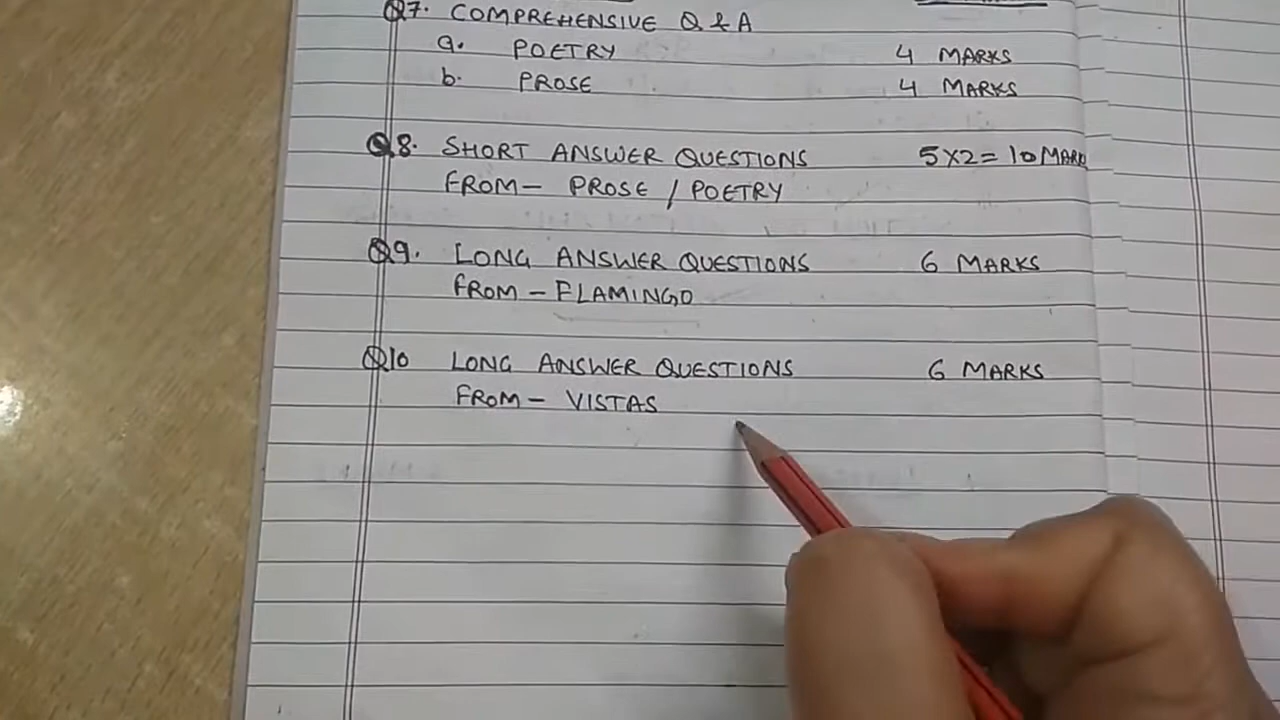 Q7. COMPREHENSIVE Q & A
a. POETRY 4 MARKS
b. PROSE 4 MARKS
Q8. SHORT ANSWER QUESTIONS 5X2=10 MARK
FROM- PROSE / POETRY
Q9. LONG ANSWER QUESTIONS 6 MARKS
FROM - FLAMINGO
Q10 LONG ANSWER QUESTIONS 6 MARKS
FROM- VISTAS